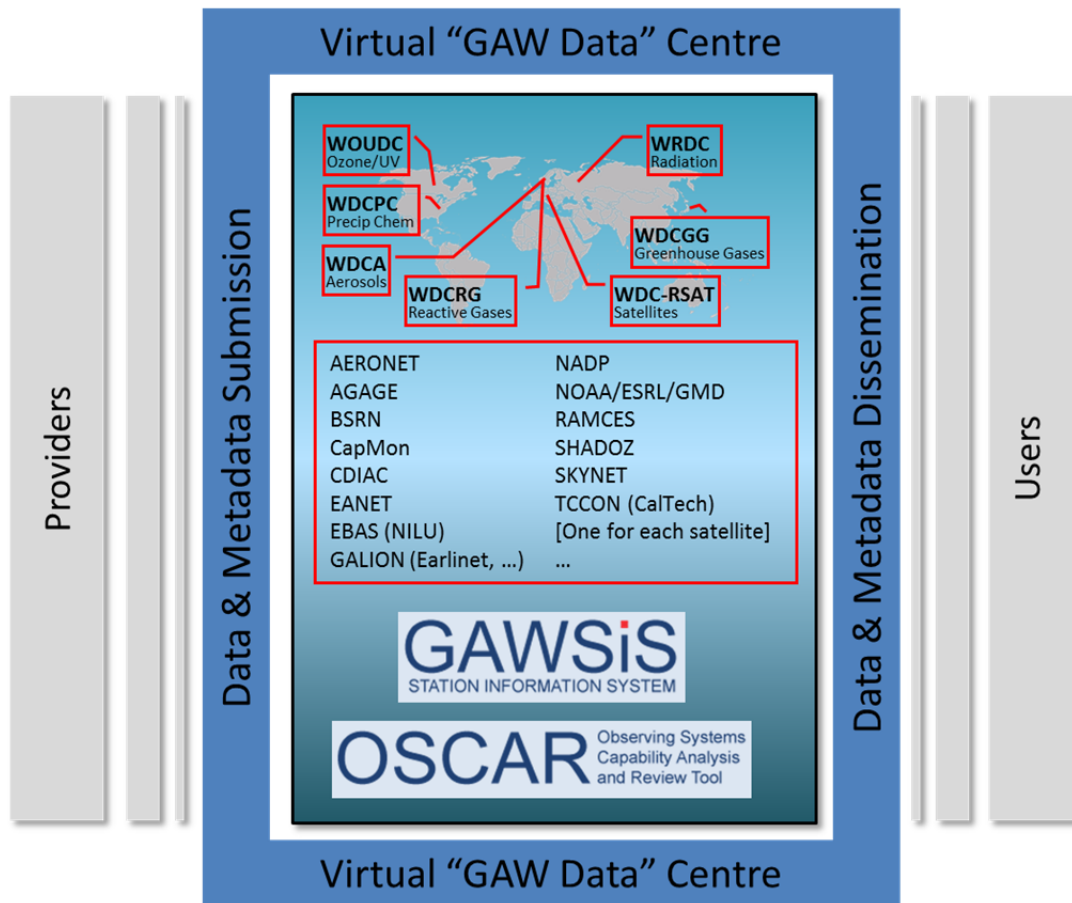 Virtual “GAW Data” Centre
Providers
Data & Metadata Submission
WOUDC
Ozone/UV
WRDC
Radiation
WDCPC
Precip Chem
WDCGG
Greenhouse Gases
WDCA
Aerosols
WDCRG
Reactive Gases
WDC-RSAT
Satellites
AERONET
AGAGE
BSRN
CapMon
CDIAC
EANET
EBAS (NILU)
GALION (Earlinet, ...)
NADP
NOAA/ESRL/GMD
RAMCES
SHADOZ
SKYNET
TCCON (CalTech)
[One for each satellite]
...
GAWSiS
STATION INFORMATION SYSTEM
OSCAR
Observing Systems
Capability Analysis
and Review Tool
Data & Metadata Dissemination
Users
Virtual “GAW Data” Centre